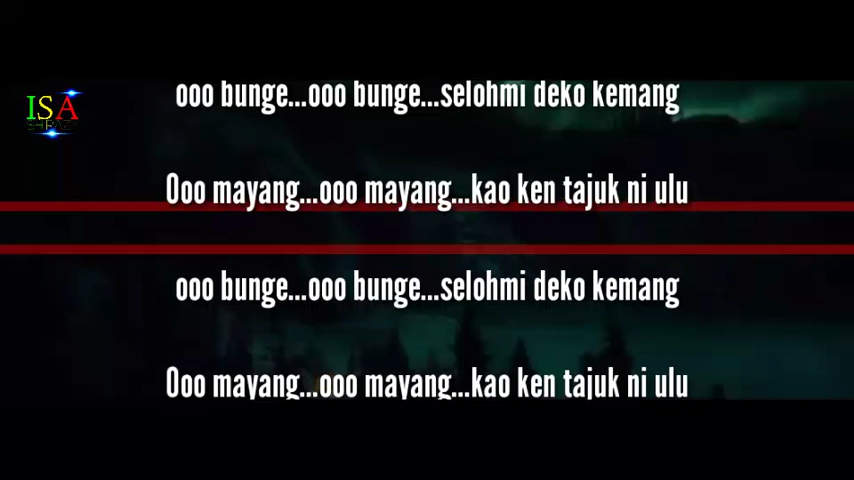 ISA
ooo bunge...ooo bunge...selohmi deko kemang
Ooo mayang...ooo mayang...kao ken tajuk ni ulu
ooo bunge...ooo bunge...selohmi deko kemang
Ooo mayang...ooo mayang...kao ken tajuk ni ulu